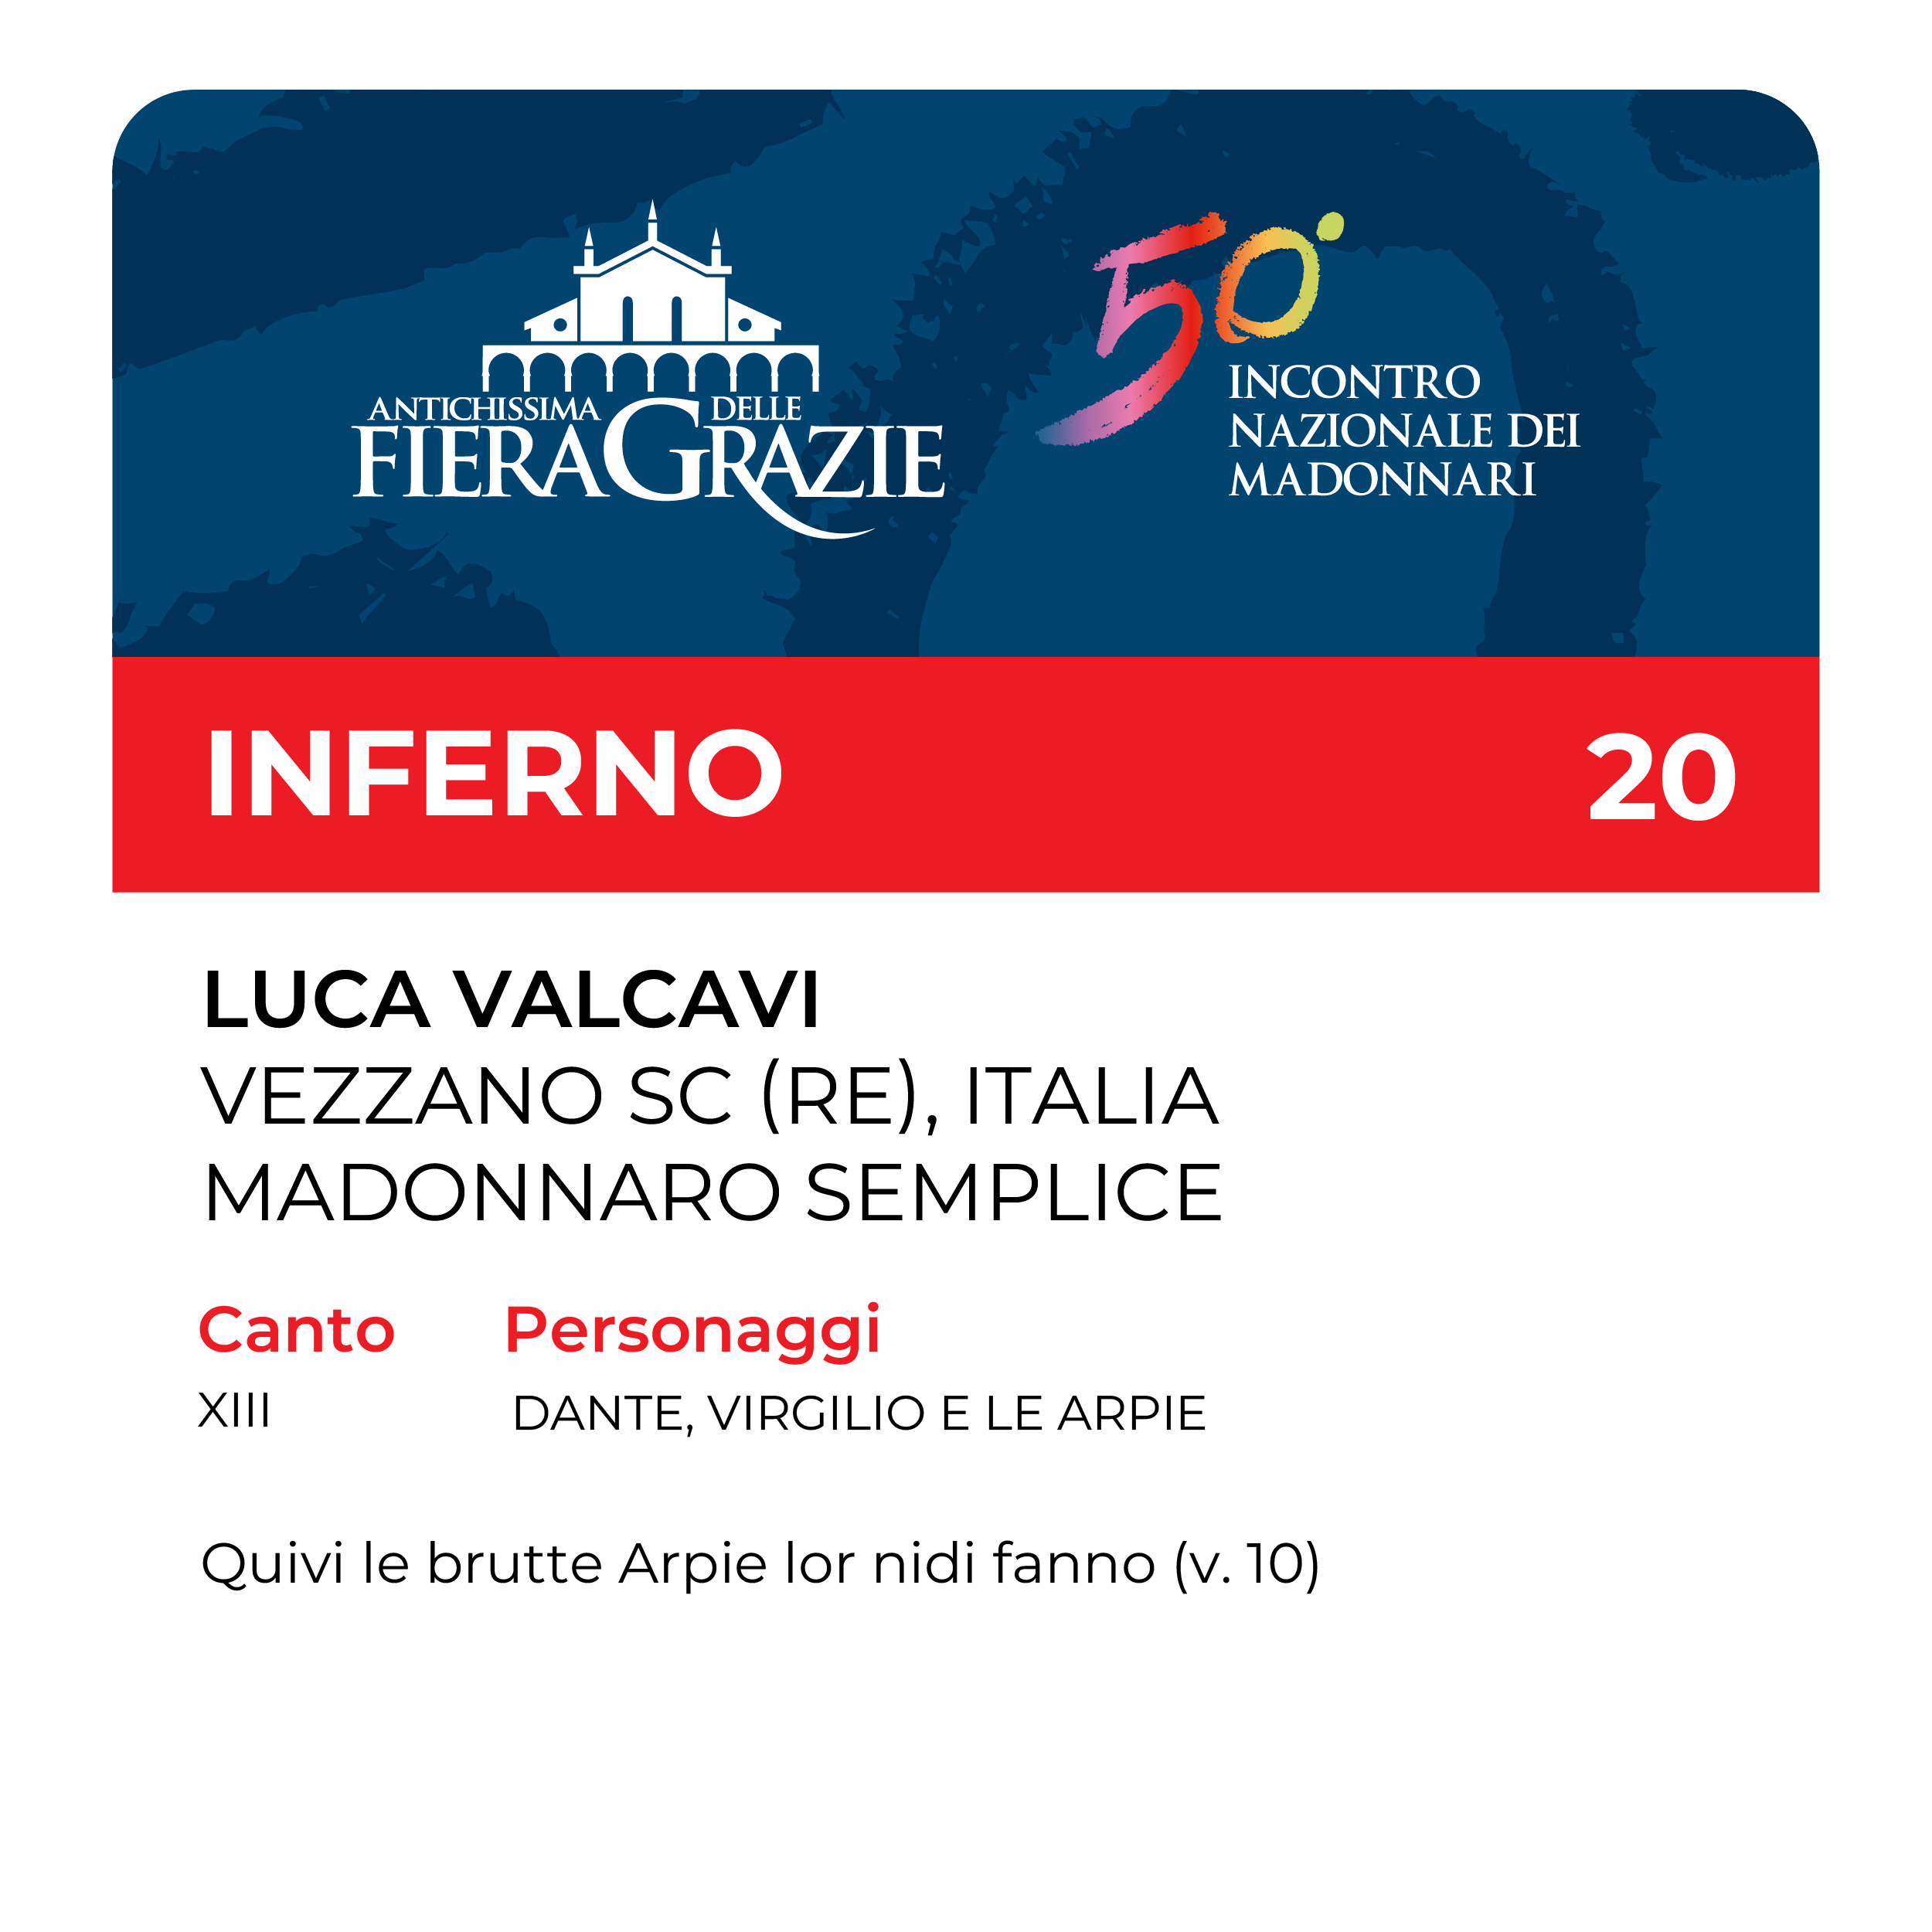 ANTICHISSIMA DELLE
FIERA GRAZIE
50°
INCONTRO
NAZIONALE DEI
MADONNARI
INFERNO 20
LUCA VALCAVI
VEZZANO SC (RE), ITALIA
MADONNARO SEMPLICE
Canto Personaggi
XIII DANTE, VIRGILIO E LE ARPIE
Quivi le brutte Arpie lor nidi fanno (v. 10)